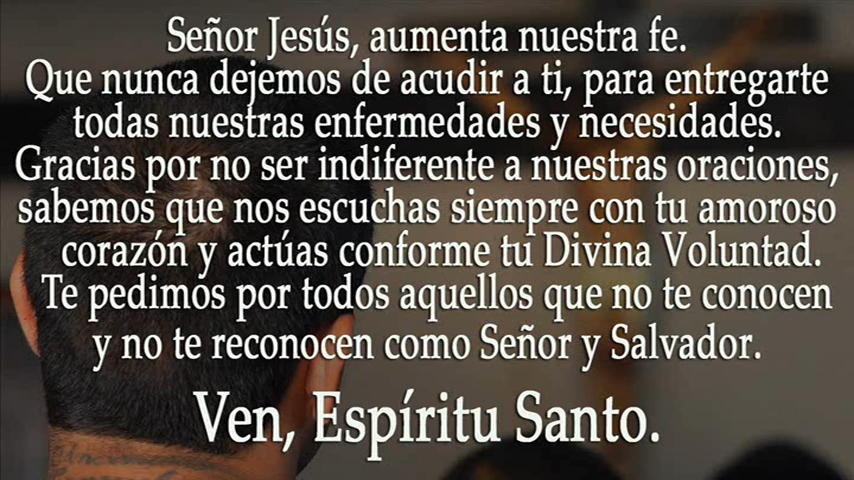 Señor Jesús, aumenta nuestra fe.
Que nunca dejemos de acudir a ti, para entregarte
todas nuestras enfermedades y necesidades.
Gracias por no ser indiferente a nuestras oraciones,
sabemos que nos escuchas siempre con tu amoroso
corazón y actúas conforme tu Divina Voluntad.
Te pedimos por todos aquellos que no te conocen
y no te reconocen como Señor y Salvador.
Ven, Espíritu Santo.